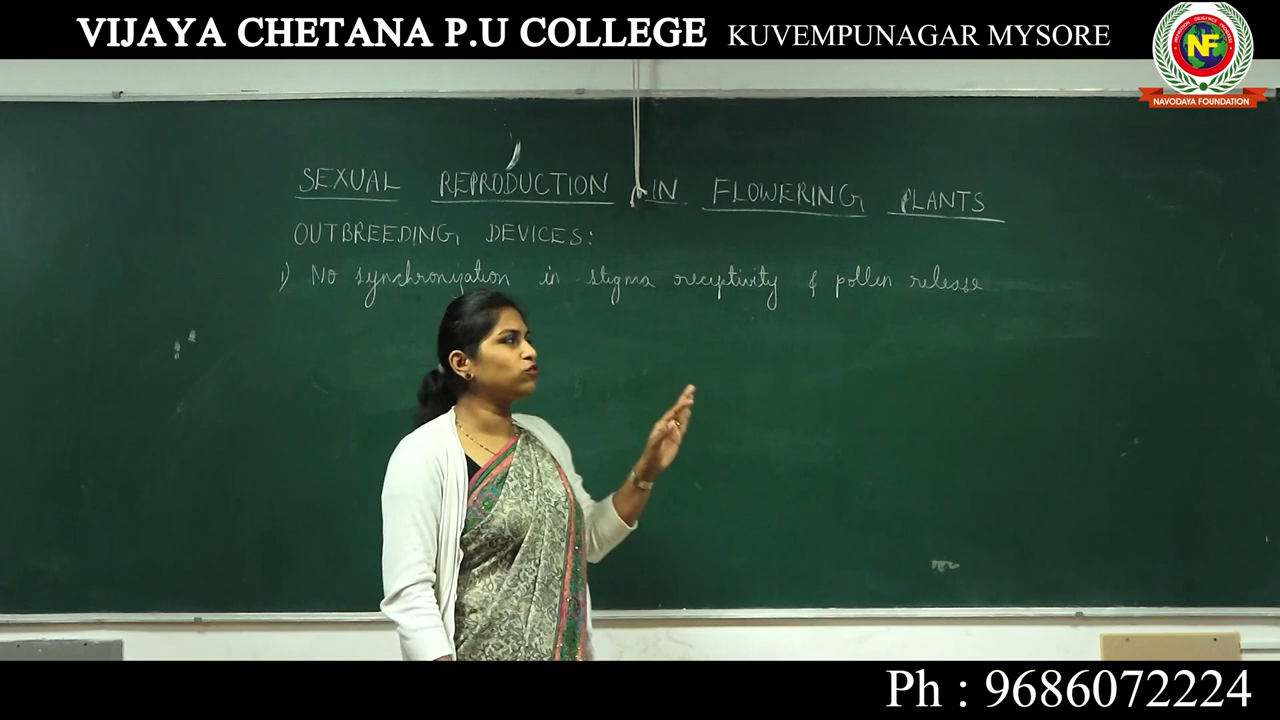 VIJAYA CHETANA P.U COLLEGE KUVEMPUNAGAR MYSORE
NF
NAVODAYA FOUNDATION
SEXUAL REPRODUCTION IN FLOWERING PLANTS
OUTBREEDING DEVICES:
1) No synchronization in stigma receptivity & pollen release
Ph : 9686072224